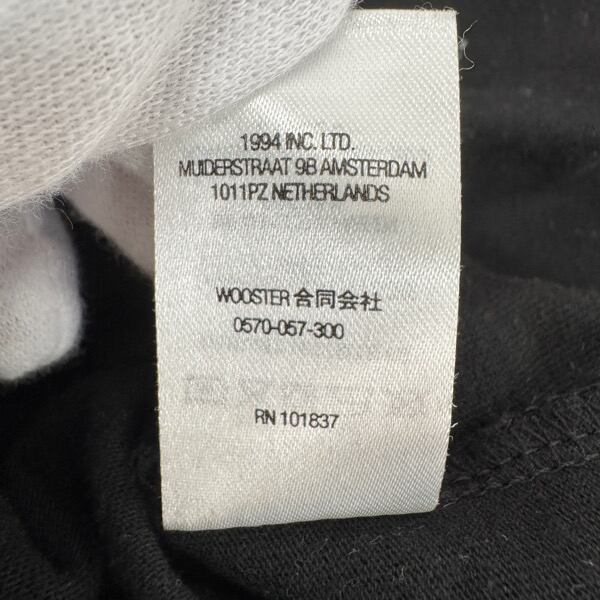 1994 INC. LTD.
MUIDERSTRAAT 9B AMSTERDAM
1011PZ NETHERLANDS
WOOSTER 合同会社
0570-057-300
RN 101837